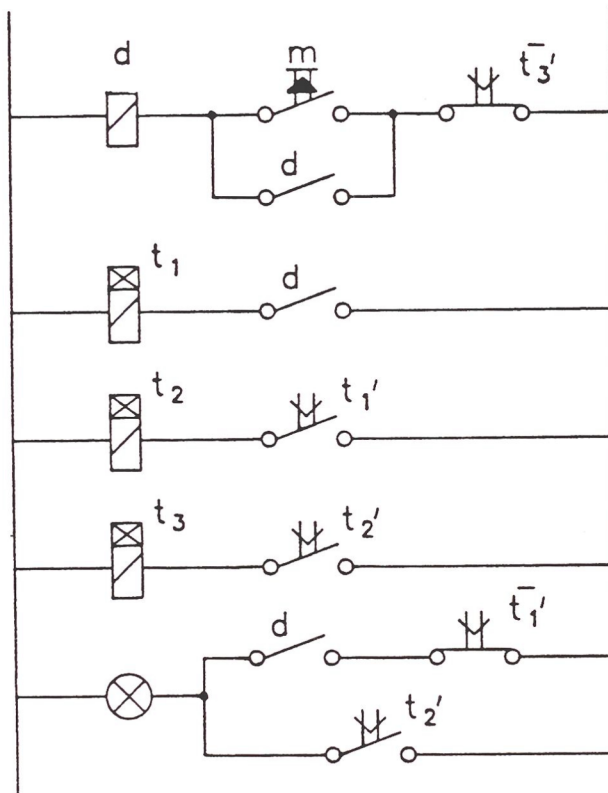 d m t̄₃′
d
t₁ d
t₂ t₁′
t₃ t₂′
d t̄₁′
t₂′